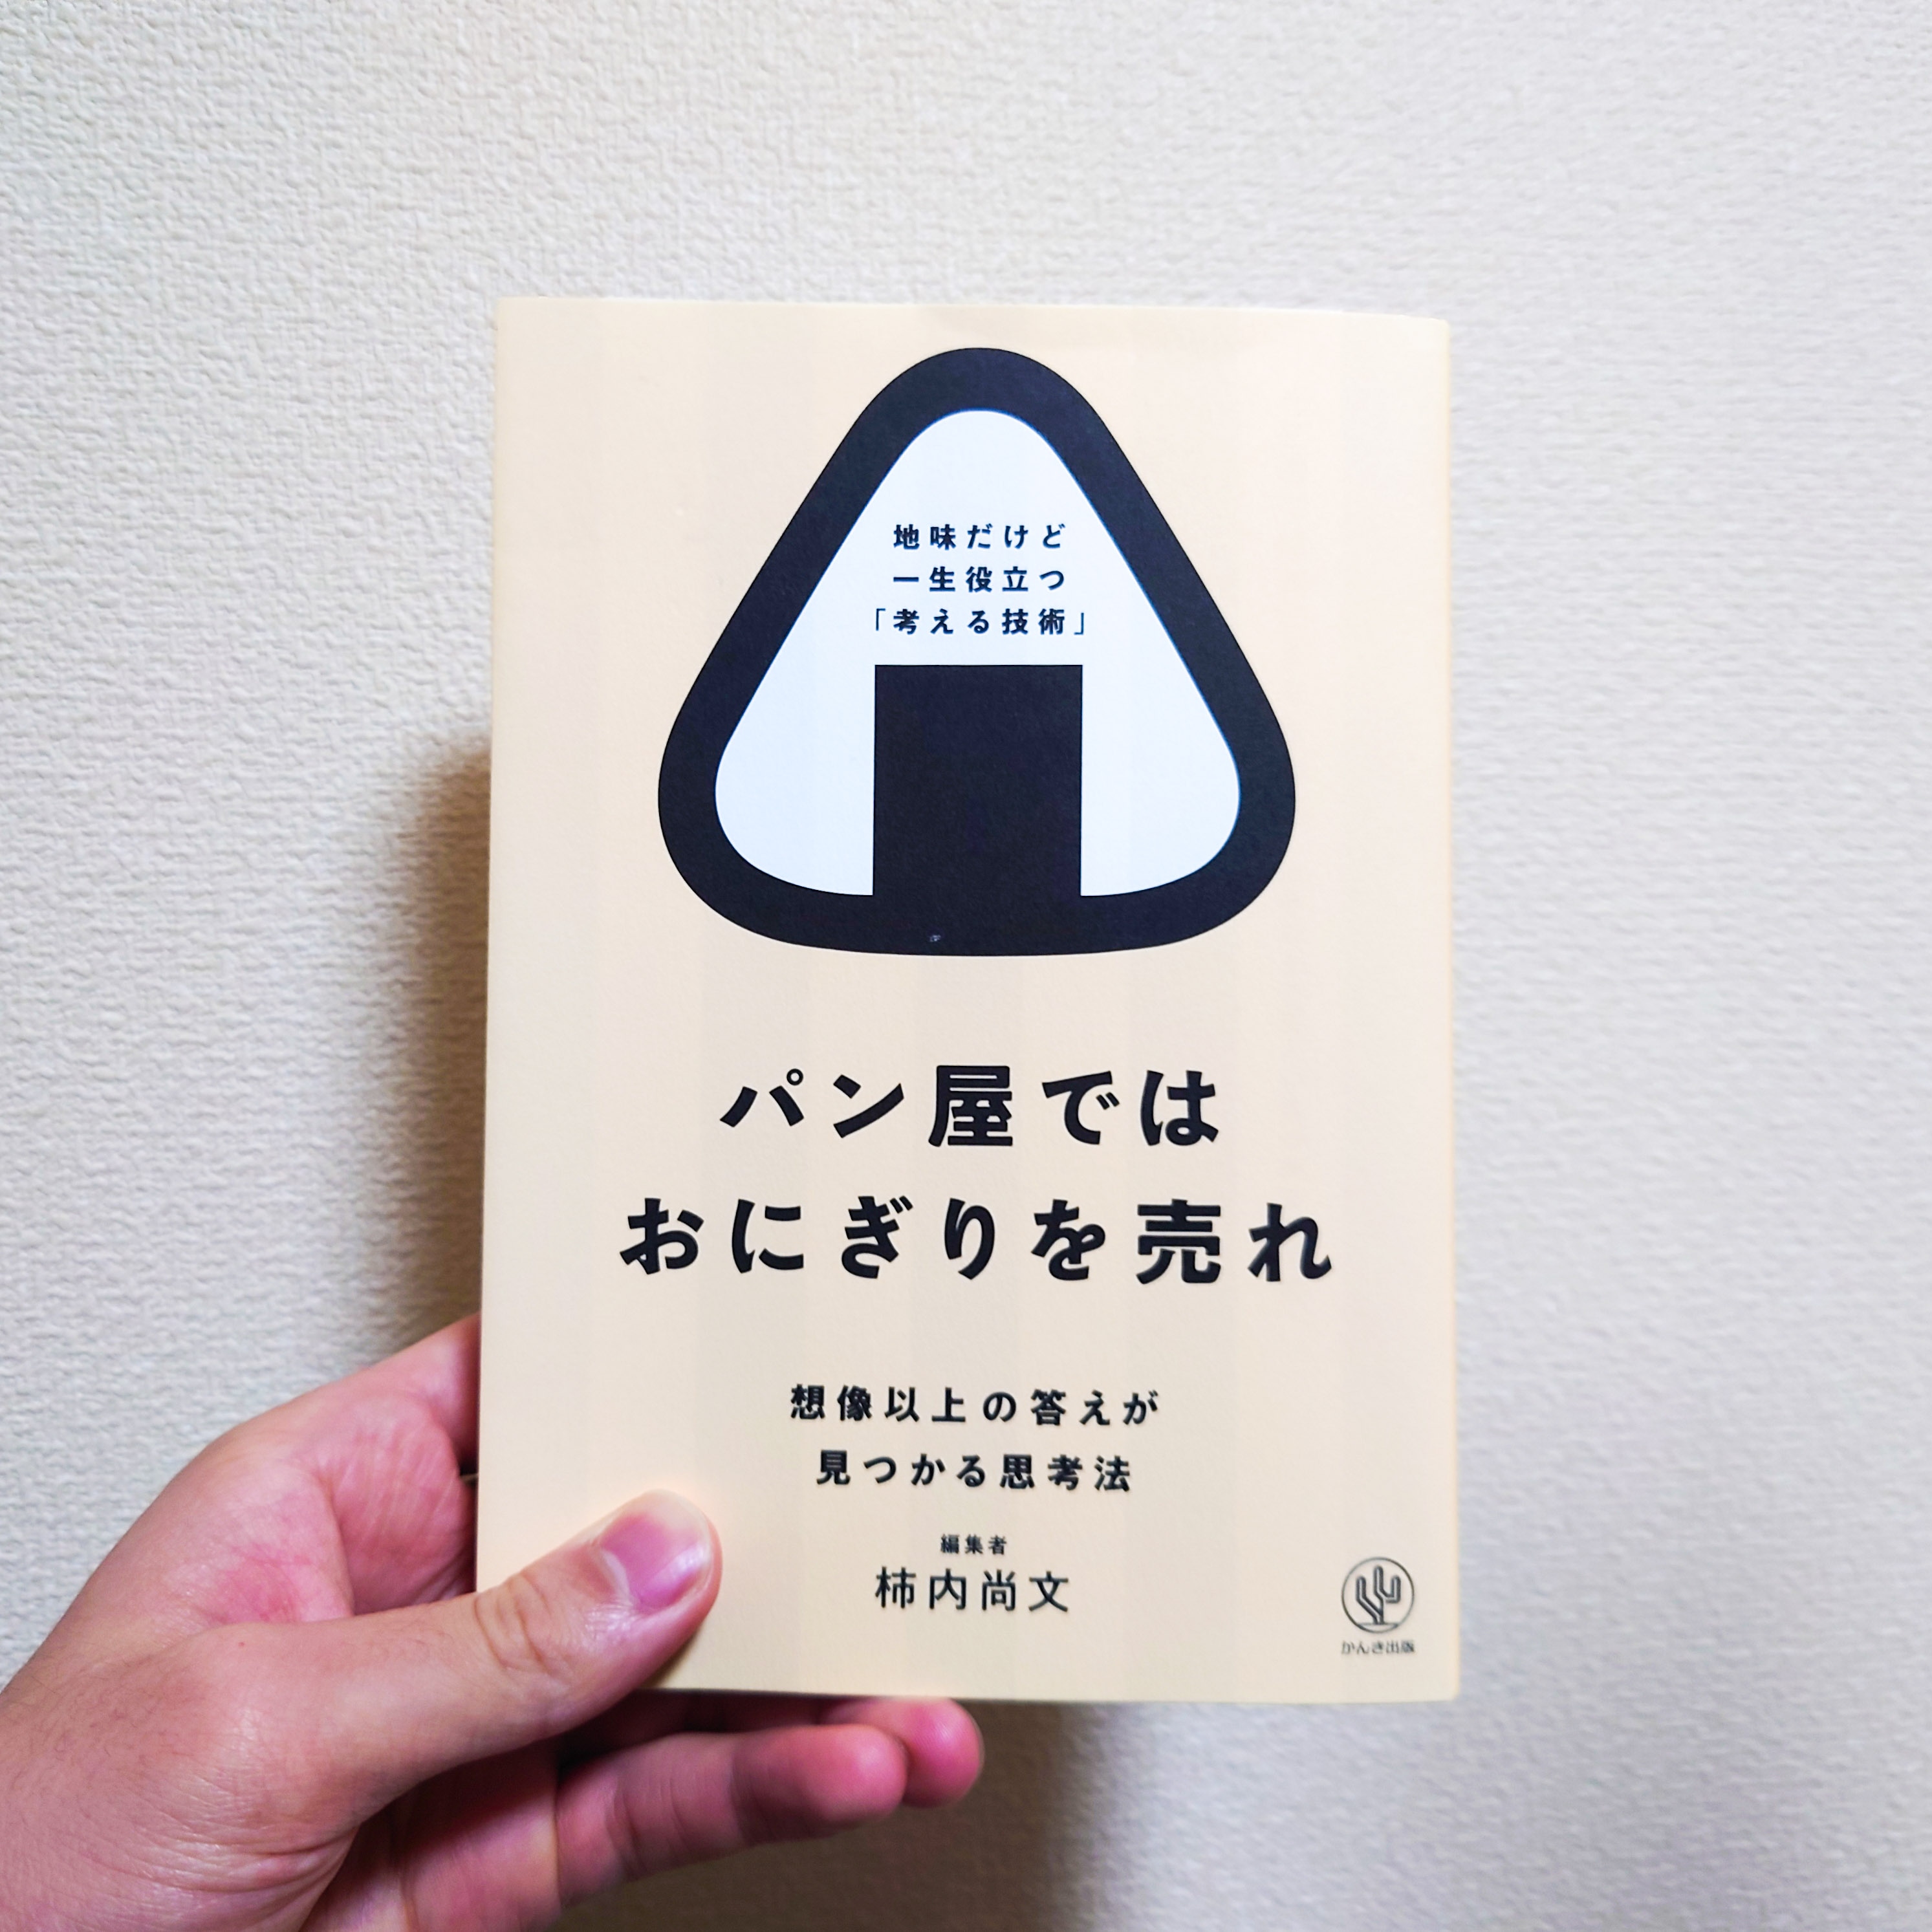 地味だけど
一生役立つ
「考える技術」
パン屋では
おにぎりを売れ
想像以上の答えが
見つかる思考法
編集者
柿内尚文
かんき出版